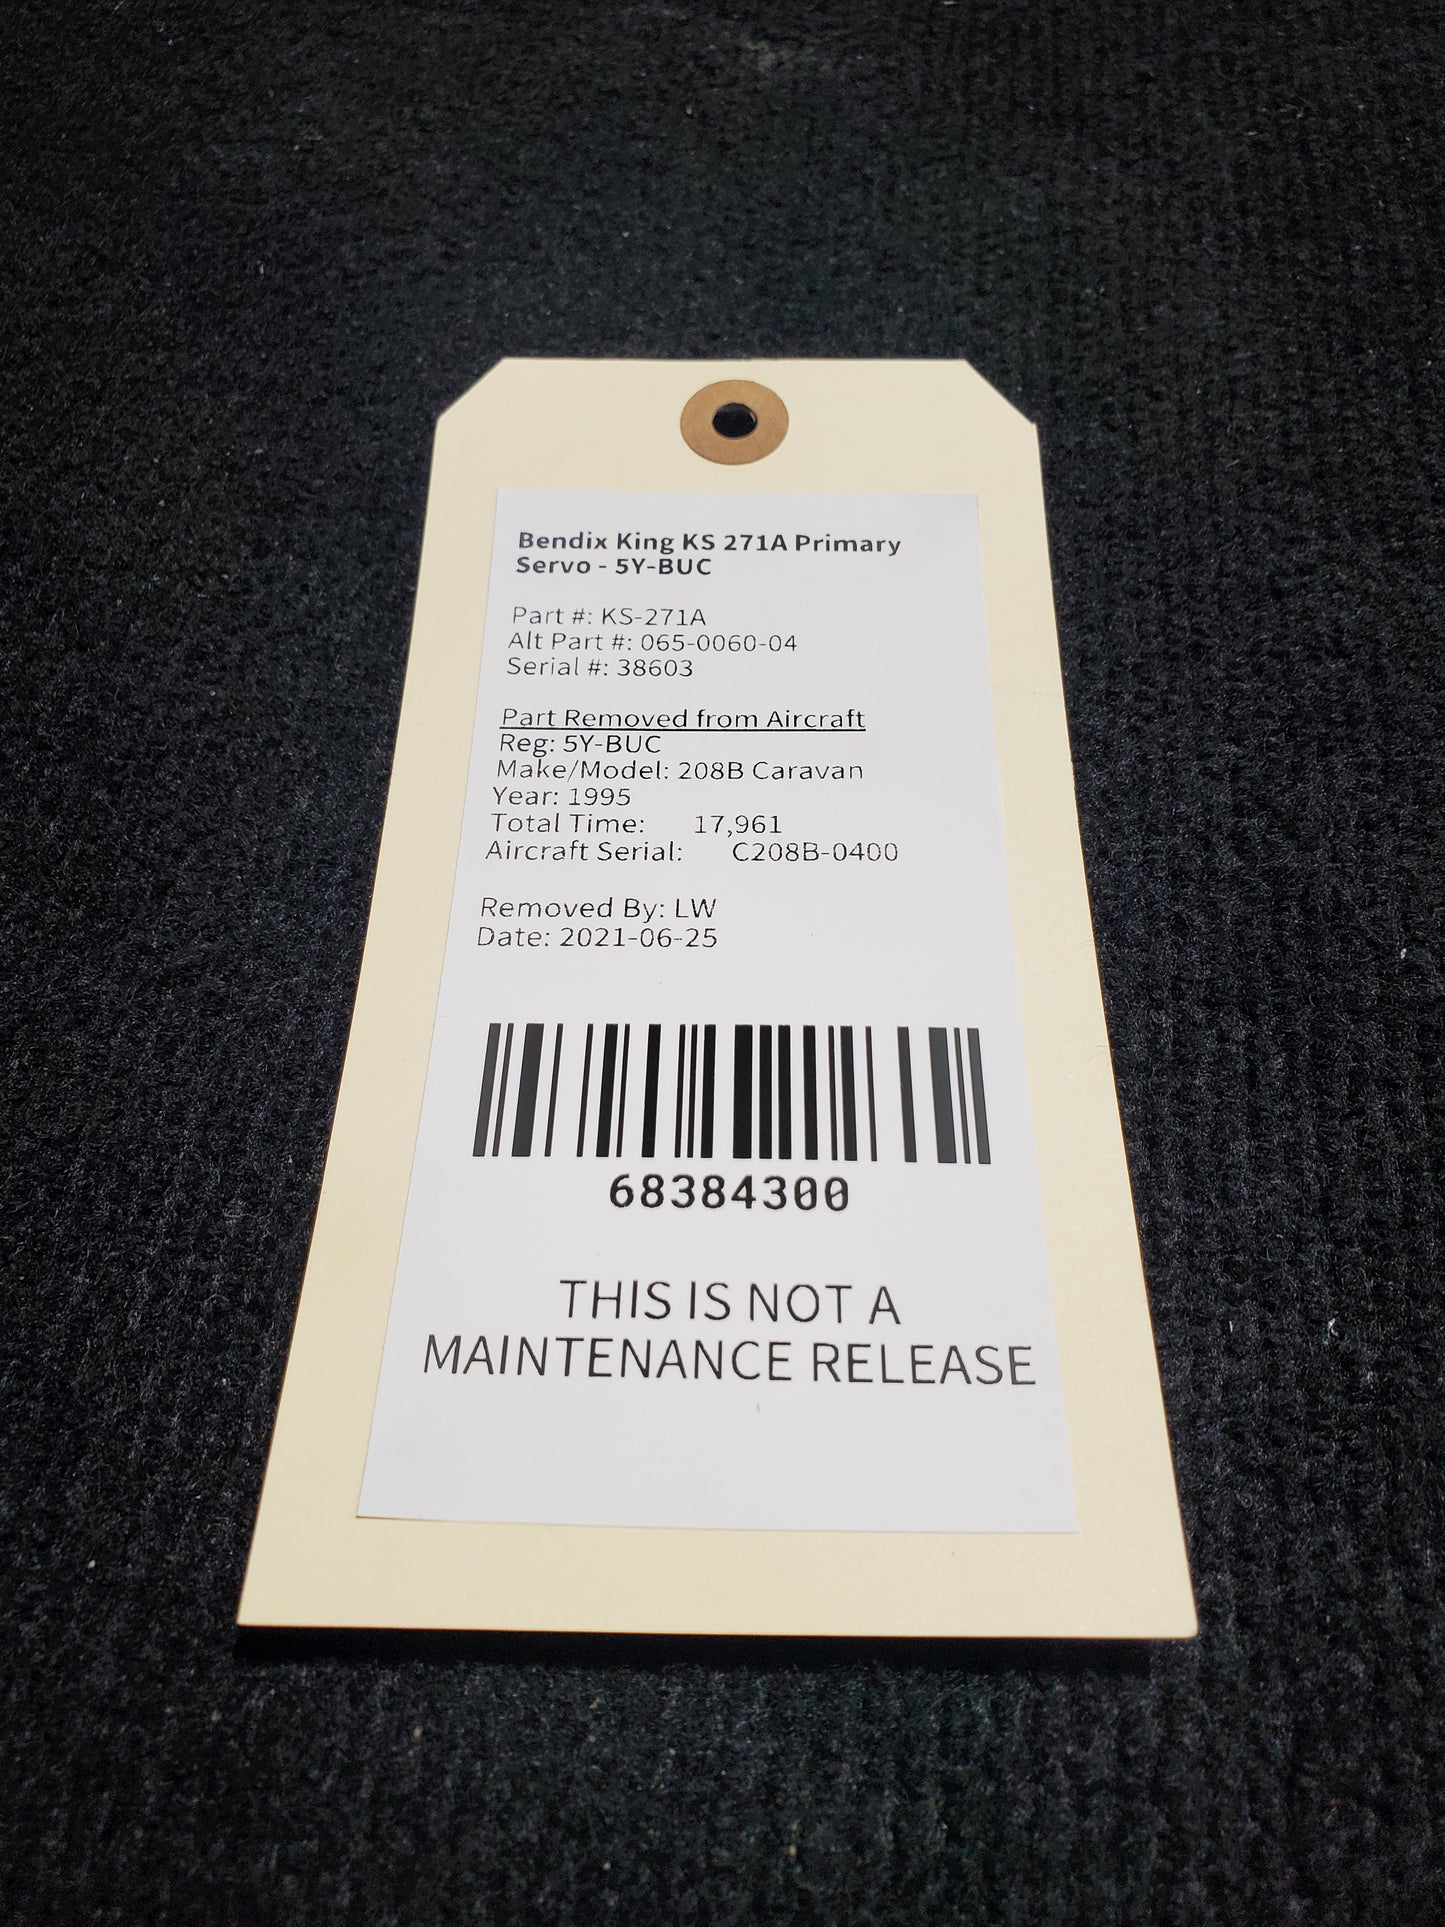 Bendix King KS 271A Primary
Servo - 5Y-BUC
Part #: KS-271A
Alt Part #: 065-0060-04
Serial #: 38603
Part Removed from Aircraft
Reg: 5Y-BUC
Make/Model: 208B Caravan
Year: 1995
Total Time: 17,961
Aircraft Serial: C208B-0400
Removed By: LW
Date: 2021-06-25
68384300
THIS IS NOT A
MAINTENANCE RELEASE